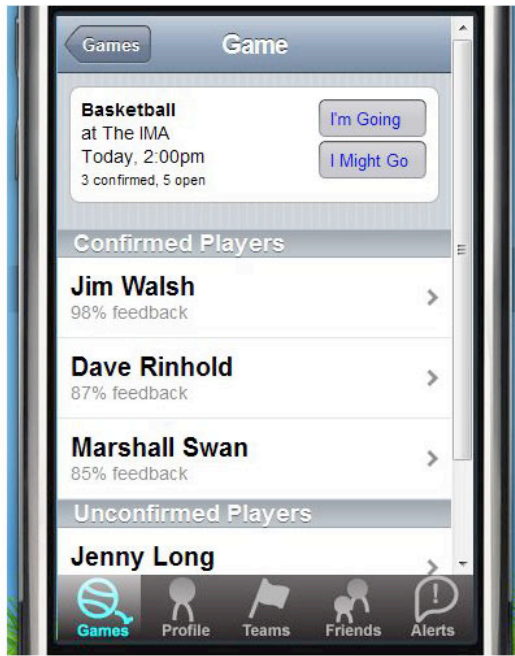 Games
Game
Basketball
at The IMA
Today, 2:00pm
3 confirmed, 5 open
I'm Going
I Might Go
Confirmed Players
Jim Walsh
98% feedback
Dave Rinhold
87% feedback
Marshall Swan
85% feedback
Unconfirmed Players
Jenny Long
Games Profile Teams Friends Alerts